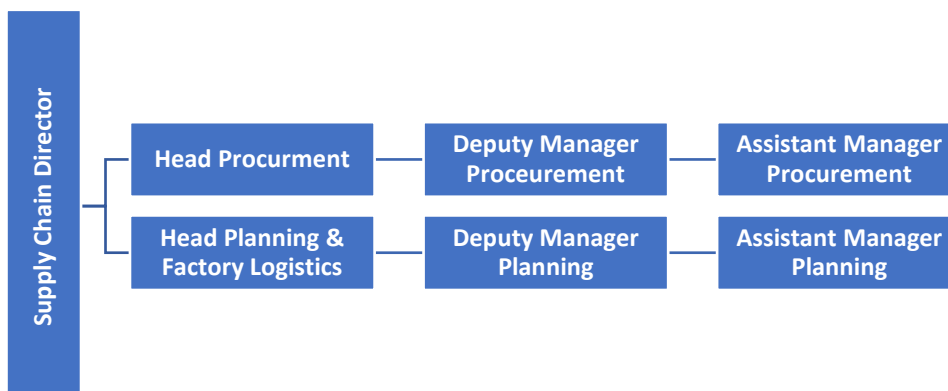 Supply Chain Director
Head Procurment
Deputy Manager
Proceurement
Assistant Manager
Procurement
Head Planning &
Factory Logistics
Deputy Manager
Planning
Assistant Manager
Planning